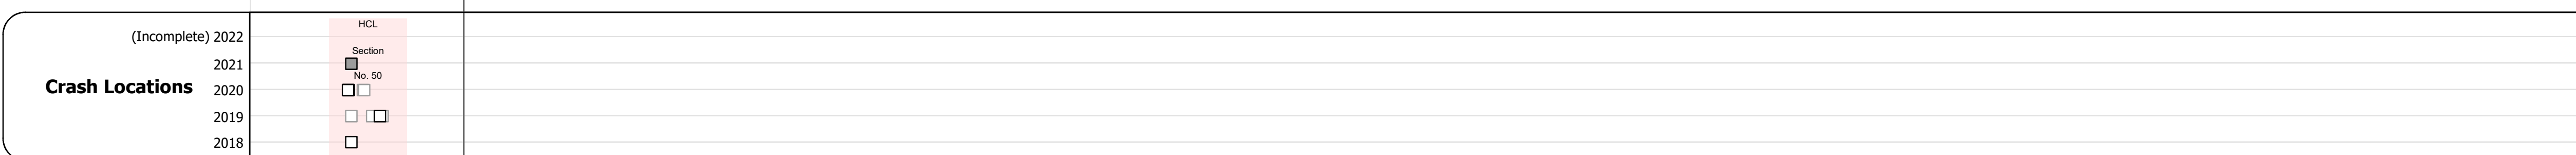 HCL
(Incomplete) 2022
Section
2021
No. 50
Crash Locations
2020
2019
2018